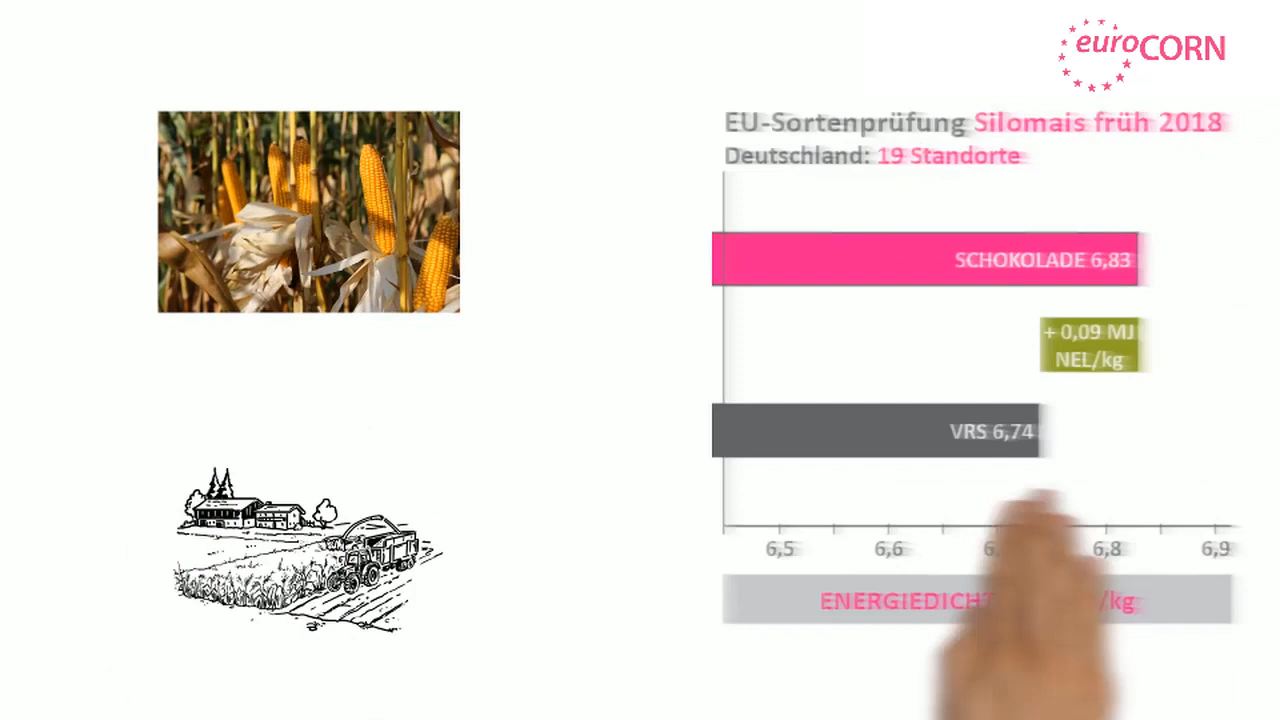 euroCORN
EU-Sortenprüfung Silomais früh 2018
Deutschland: 19 Standorte
SCHOKOLADE 6,83
+ 0,09 MJ
NEL/kg
VRS 6,74
6,5 6,6 6,8 6,9
/kg